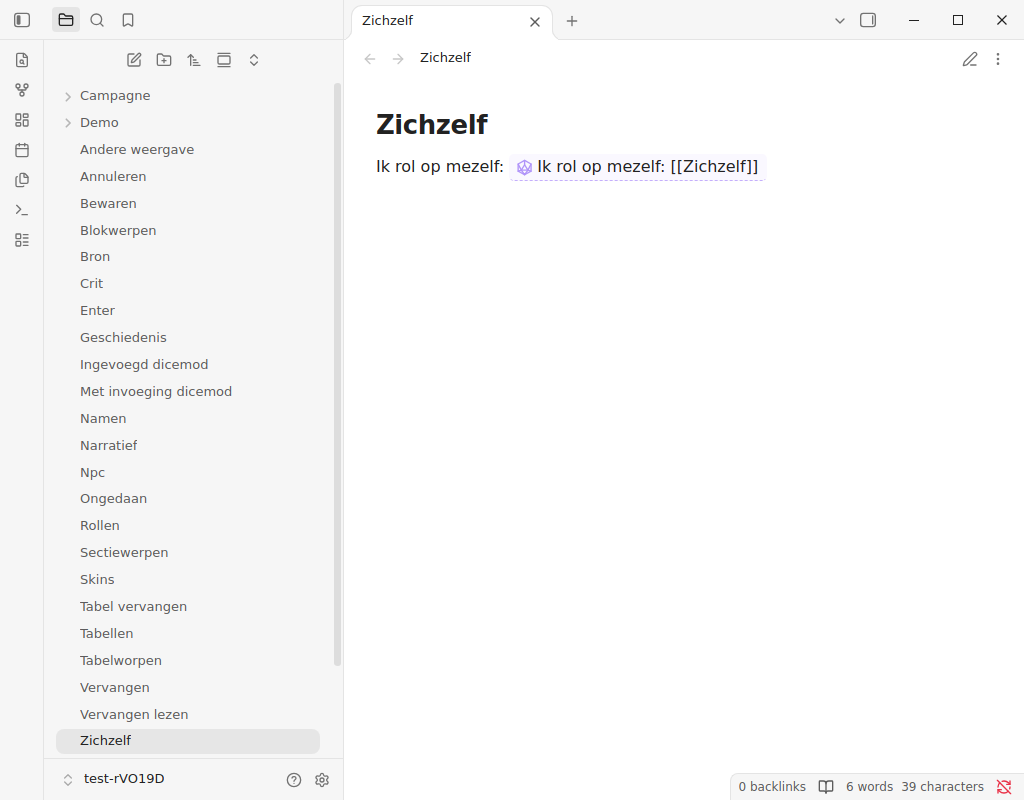 Zichzelf
Zichzelf
Campagne
Demo
Andere weergave
Annuleren
Bewaren
Blokwerpen
Bron
Crit
Enter
Geschiedenis
Ingevoegd dicemod
Met invoeging dicemod
Namen
Narratief
Npc
Ongedaan
Rollen
Sectiewerpen
Skins
Tabel vervangen
Tabellen
Tabelworpen
Vervangen
Vervangen lezen
Zichzelf
test-rVO19D
Zichzelf
Ik rol op mezelf: Ik rol op mezelf: [[Zichzelf]]
0 backlinks 6 words 39 characters